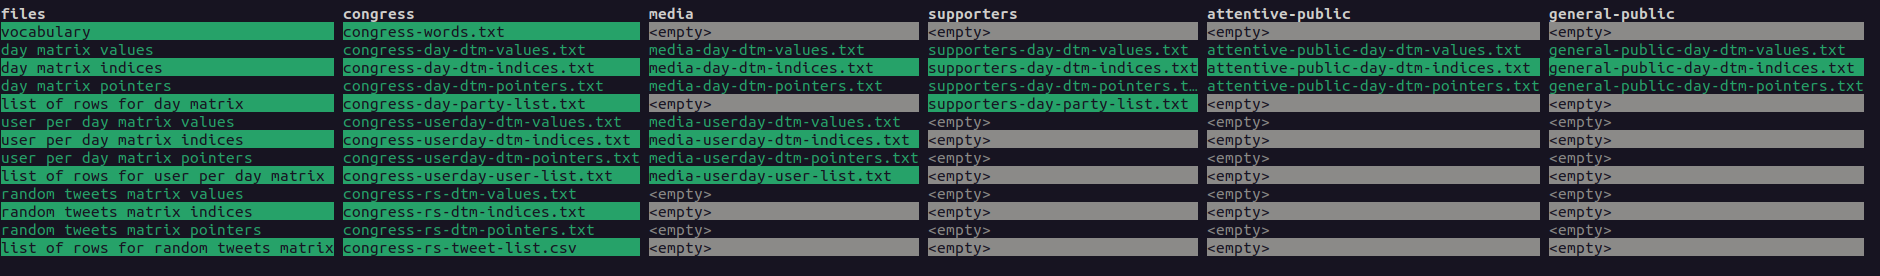 files congress media supporters attentive-public general-public
vocabulary congress-words.txt <empty> <empty> <empty> <empty>
day matrix values congress-day-dtm-values.txt media-day-dtm-values.txt supporters-day-dtm-values.txt attentive-public-day-dtm-values.txt general-public-day-dtm-values.txt
day matrix indices congress-day-dtm-indices.txt media-day-dtm-indices.txt supporters-day-dtm-indices.txt attentive-public-day-dtm-indices.txt general-public-day-dtm-indices.txt
day matrix pointers congress-day-dtm-pointers.txt media-day-dtm-pointers.txt supporters-day-dtm-pointers.t… attentive-public-day-dtm-pointers.txt general-public-day-dtm-pointers.txt
list of rows for day matrix congress-day-party-list.txt <empty> supporters-day-party-list.txt <empty> <empty>
user per day matrix values congress-userday-dtm-values.txt media-userday-dtm-values.txt <empty> <empty> <empty>
user per day matrix indices congress-userday-dtm-indices.txt media-userday-dtm-indices.txt <empty> <empty> <empty>
user per day matrix pointers congress-userday-dtm-pointers.txt media-userday-dtm-pointers.txt <empty> <empty> <empty>
list of rows for user per day matrix congress-userday-user-list.txt media-userday-user-list.txt <empty> <empty> <empty>
random tweets matrix values congress-rs-dtm-values.txt <empty> <empty> <empty> <empty>
random tweets matrix indices congress-rs-dtm-indices.txt <empty> <empty> <empty> <empty>
random tweets matrix pointers congress-rs-dtm-pointers.txt <empty> <empty> <empty> <empty>
list of rows for random tweets matrix congress-rs-tweet-list.csv <empty> <empty> <empty> <empty>